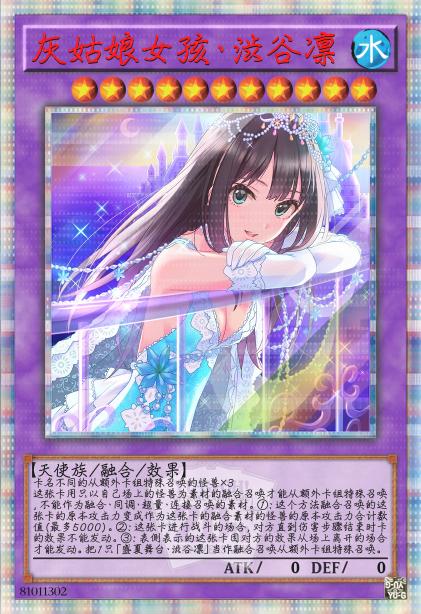 灰姑娘女孩·渋谷凛
水
【天使族/融合/效果】
卡名不同的从额外卡组特殊召唤的怪兽×3
这张卡用只以自己场上的怪兽为素材的融合召唤才能从额外卡组特殊召唤
,不能作为融合·同调·超量·连接召唤的素材。①:这个方法融合召唤的这
张卡的原本攻击力变成作为这张卡素材的怪兽的原本攻击力合计数
值(最多5000)。②:这张卡进行战斗的场合,对方直到伤害步骤结束时卡
的效果不能发动。③:表侧表示的这张卡因对方的效果从场上离开的场合
才能发动。把1只「盛夏舞台·渋谷凛」当作融合召唤从额外卡组特殊召唤。
ATK/ 0 DEF/ 0
81011302